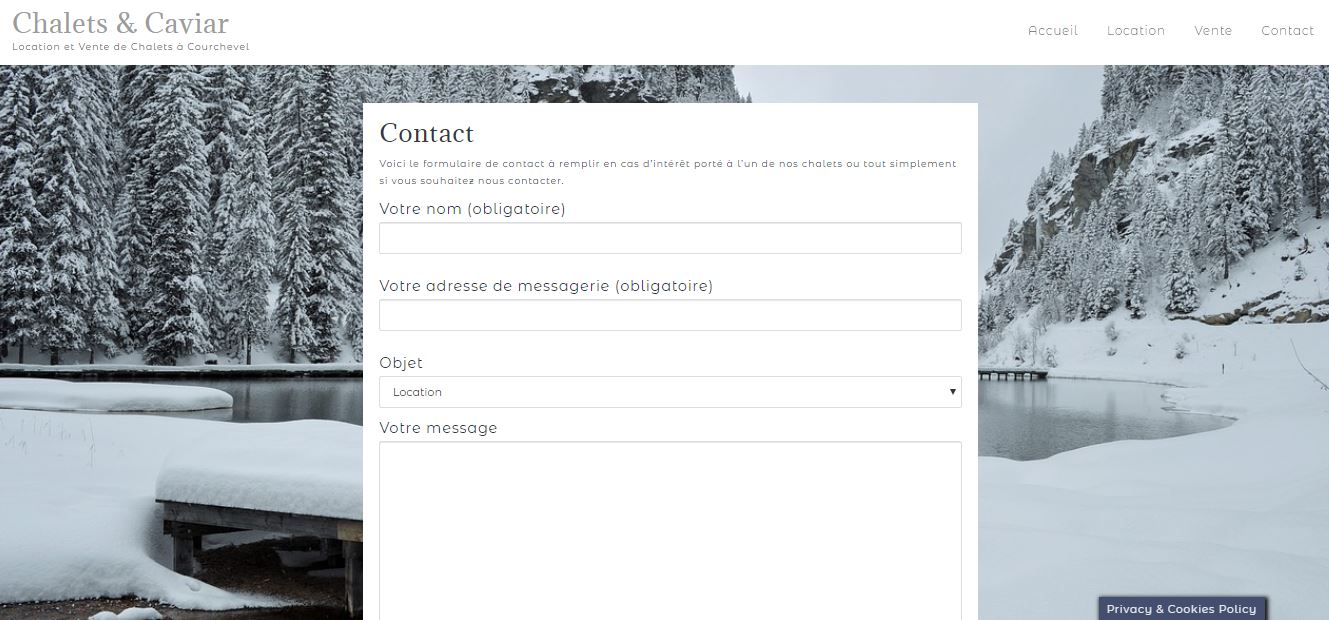 Chalets & Caviar
Location et Vente de Chalets à Courchevel
Accueil Location Vente Contact
Contact
Voici le formulaire de contact à remplir en cas d'intérêt porté à l'un de nos chalets ou tout simplement
si vous souhaitez nous contacter.
Votre nom (obligatoire)
Votre adresse de messagerie (obligatoire)
Objet
Location
Votre message
Privacy & Cookies Policy